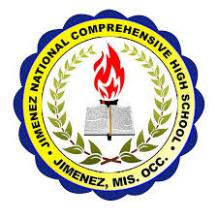 JIMENEZ NATIONAL COMPREHENSIVE HIGH SCHOOL
JIMENEZ, MIS. OCC.